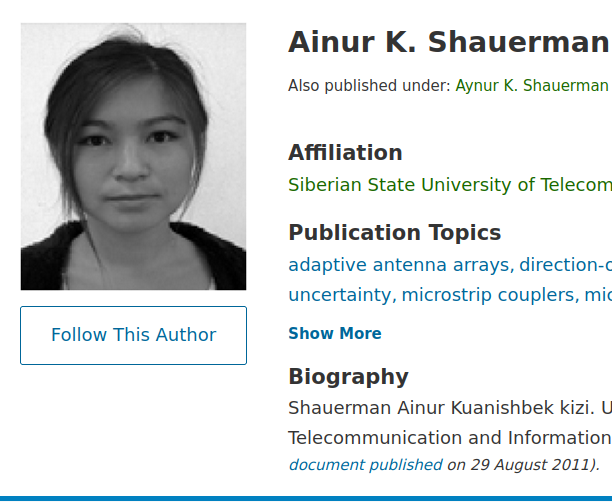 Ainur K. Shauerman
Also published under: Aynur K. Shauerman
Affiliation
Siberian State University of Telecom
Publication Topics
adaptive antenna arrays, direction-
uncertainty, microstrip couplers, mic
Show More
Follow This Author
Biography
Shauerman Ainur Kuanishbek kizi. U
Telecommunication and Information
document published on 29 August 2011).